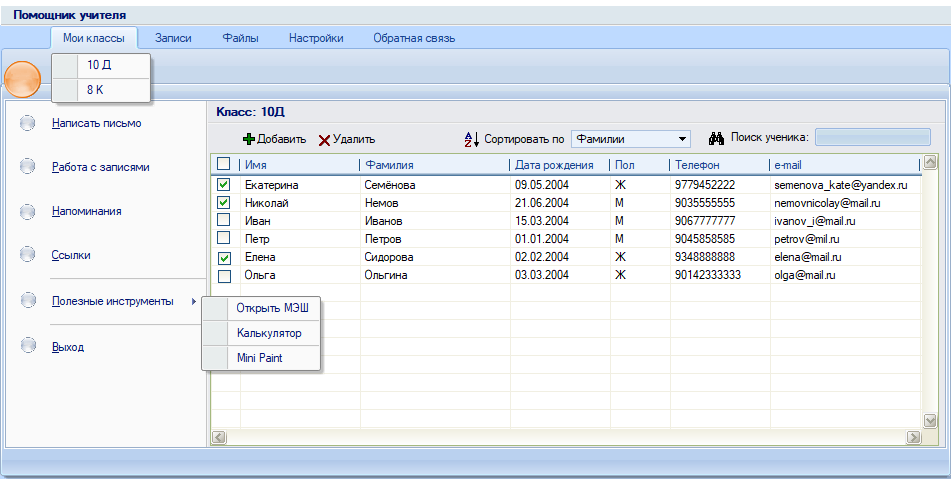 Помощник учителя
Мои классы Записи Файлы Настройки Обратная связь
10 Д
8 К
Класс: 10Д
Написать письмо
Добавить Удалить Сортировать по Фамилии Поиск ученика:
Работа с записями
Имя Фамилия Дата рождения Пол Телефон e-mail
Екатерина Семёнова 09.05.2004 Ж 9779452222 semenova_kate@yandex.ru
Николай Немов 21.06.2004 М 9035555555 nemovnicolay@mail.ru
Напоминания
Иван Иванов 15.03.2004 М 9067777777 ivanov_i@mail.ru
Петр Петров 01.01.2004 М 9045858585 petrov@mil.ru
Ссылки
Елена Сидорова 02.02.2004 Ж 9348888888 elena@mail.ru
Ольга Ольгина 03.03.2004 Ж 90142333333 olga@mail.ru
Полезные инструменты
Открыть МЭШ
Калькулятор
Mini Paint
Выход